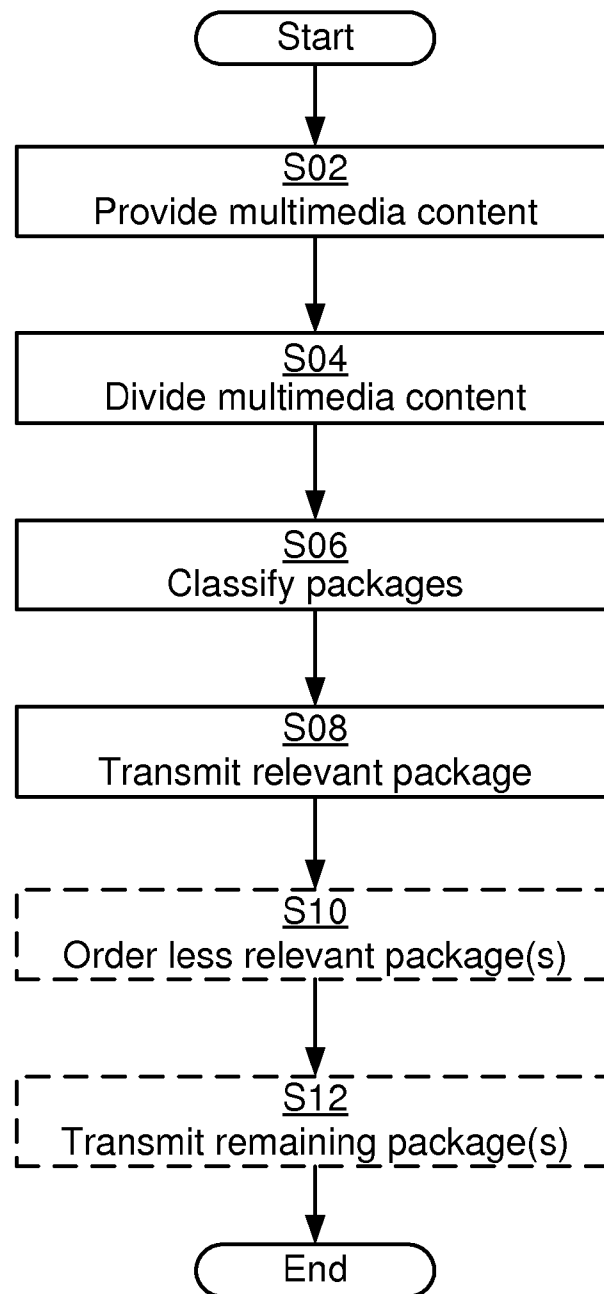 Start
S02
Provide multimedia content
S04
Divide multimedia content
S06
Classify packages
S08
Transmit relevant package
S10
Order less relevant package(s)
S12
Transmit remaining package(s)
End